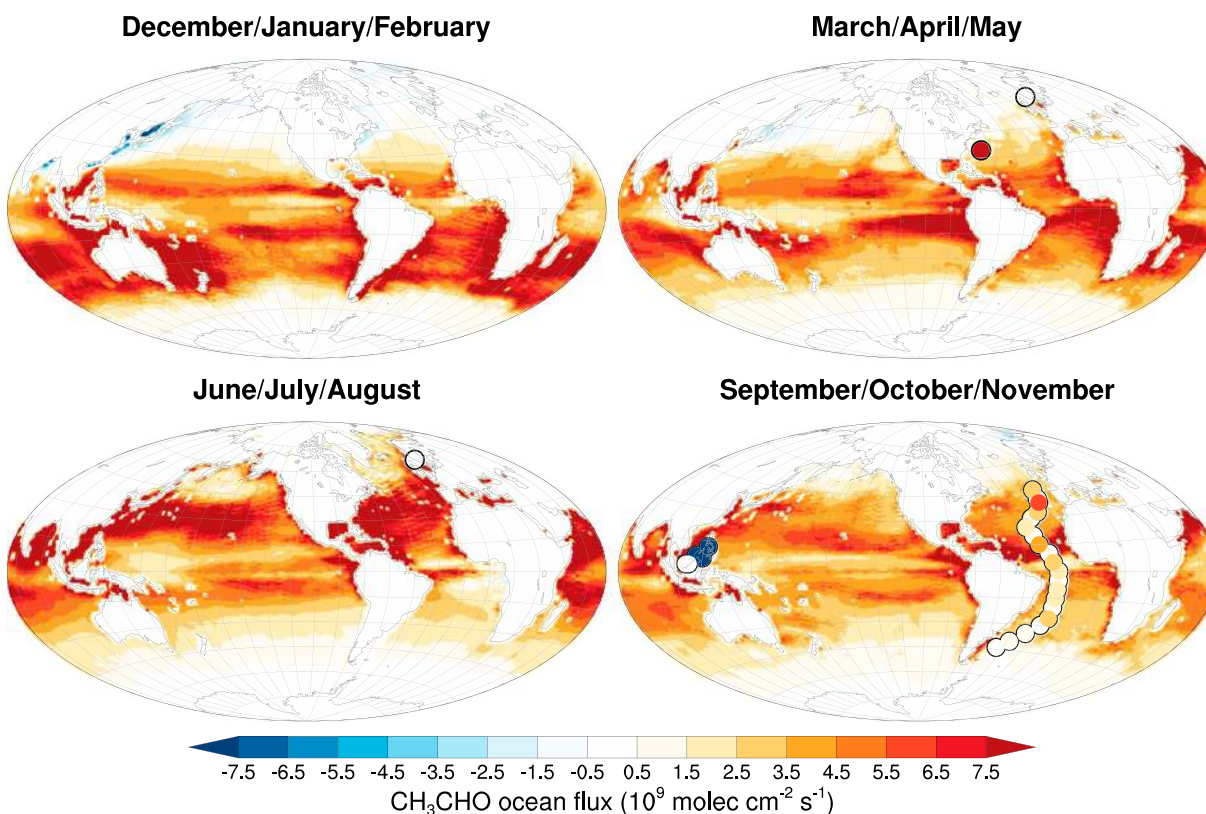 December/January/February
March/April/May
June/July/August
September/October/November
-7.5 -6.5 -5.5 -4.5 -3.5 -2.5 -1.5 -0.5 0.5 1.5 2.5 3.5 4.5 5.5 6.5 7.5
CH₃CHO ocean flux (10⁹ molec cm⁻² s⁻¹)